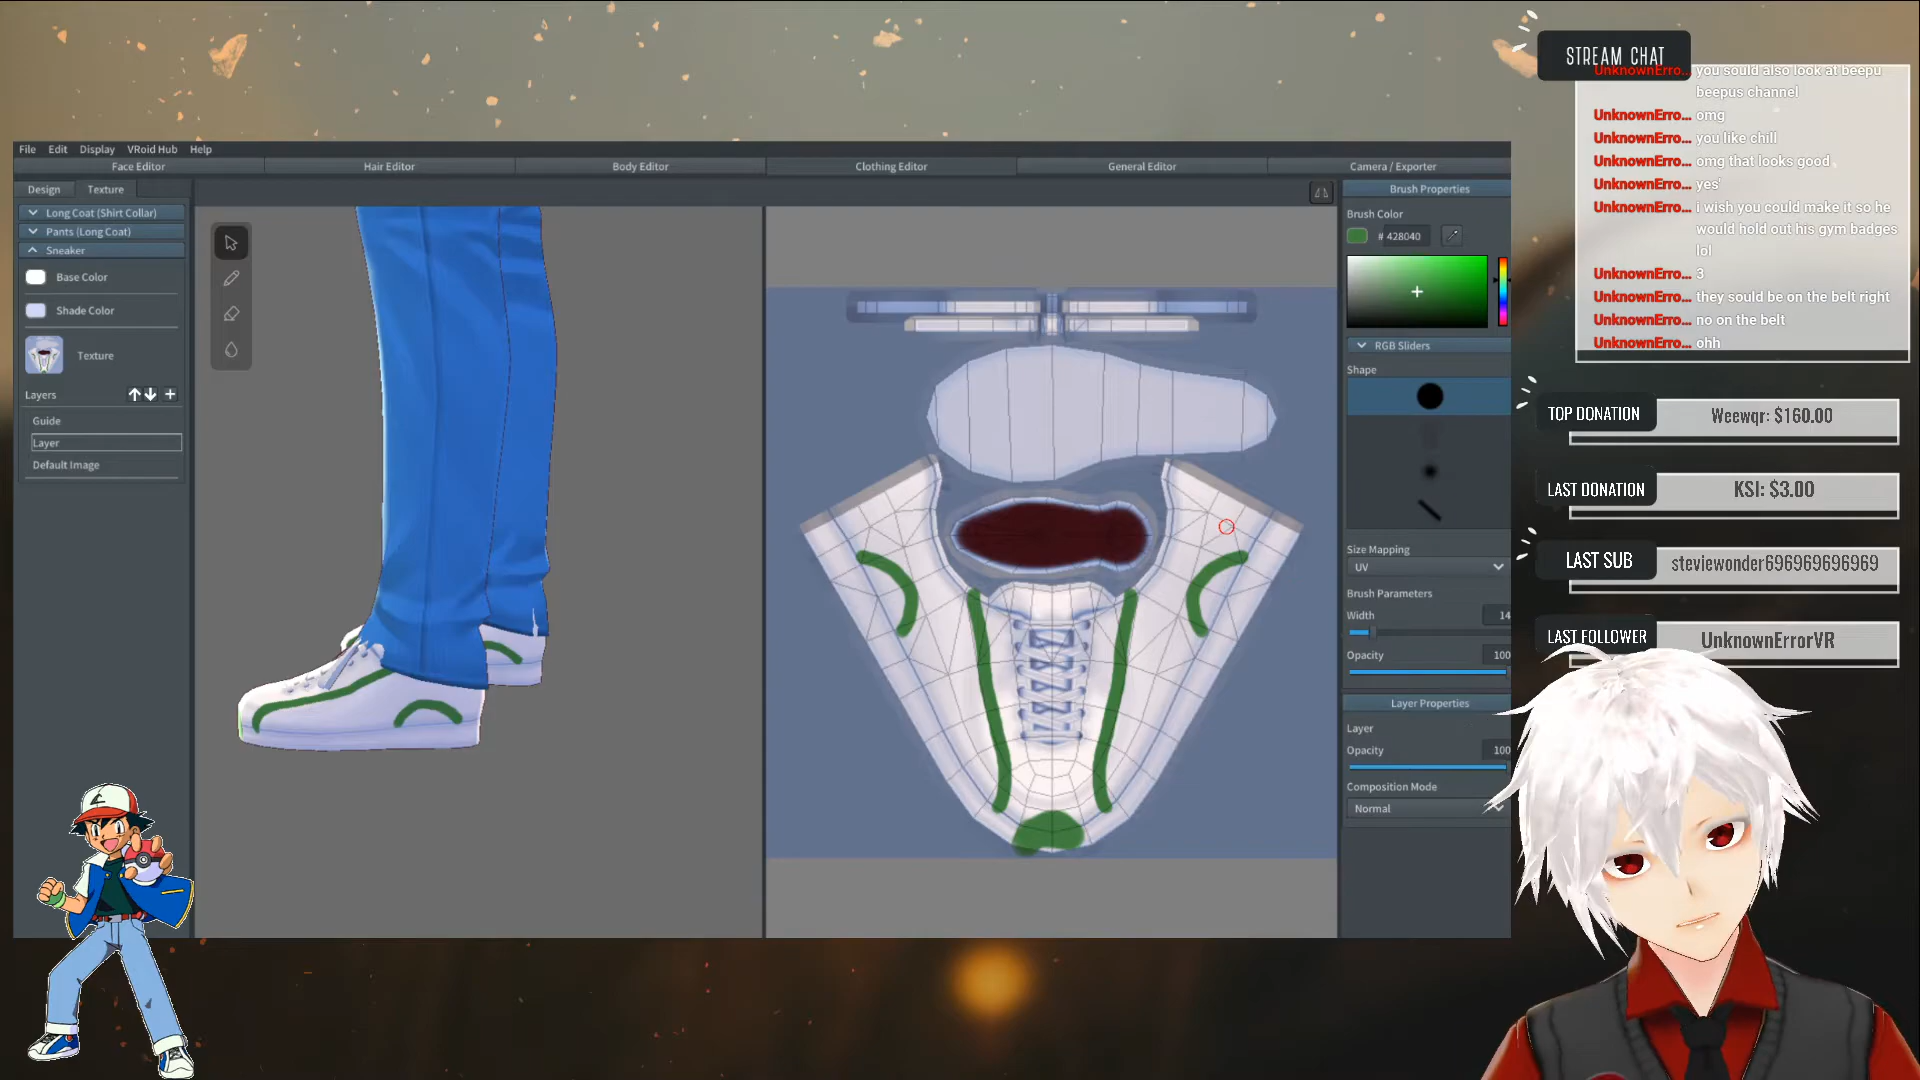 File Edit Display VRoid Hub Help
Face Editor Hair Editor Body Editor Clothing Editor General Editor Camera / Exporter
Design Texture
Long Coat (Shirt Collar)
Pants (Long Coat)
Sneaker
Base Color
Shade Color
Texture
Layers
Guide
Layer
Default Image
Brush Properties
Brush Color
# 428040
RGB Sliders
Shape
Size Mapping
UV
Brush Parameters
Width 14
Opacity 100
Layer Properties
Layer
Opacity 100
Composition Mode
Normal
STREAM CHAT
UnknownErro... you sould also look at beepu
beepus channel
UnknownErro... omg
UnknownErro... you like chill
UnknownErro... omg that looks good
UnknownErro... yes'
UnknownErro... i wish you could make it so he
would hold out his gym badges
lol
UnknownErro... 3
UnknownErro... they sould be on the belt right
UnknownErro... no on the belt
UnknownErro... ohh
TOP DONATION Weewqr: $160.00
LAST DONATION KSI: $3.00
LAST SUB steviewonder696969696969
LAST FOLLOWER UnknownErrorVR